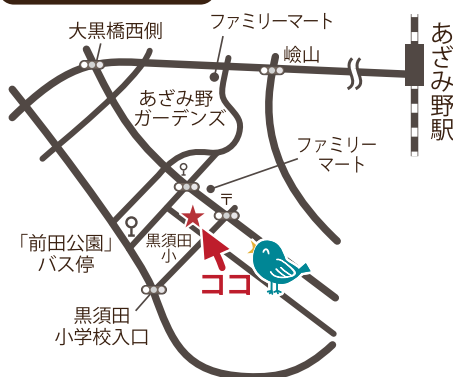 大黒橋西側
ファミリーマート
嶮山
あざみ野駅
あざみ野
ガーデンズ
ファミリー
マート
〒
「前田公園」
バス停
黒須田
小
ココ
黒須田
小学校入口